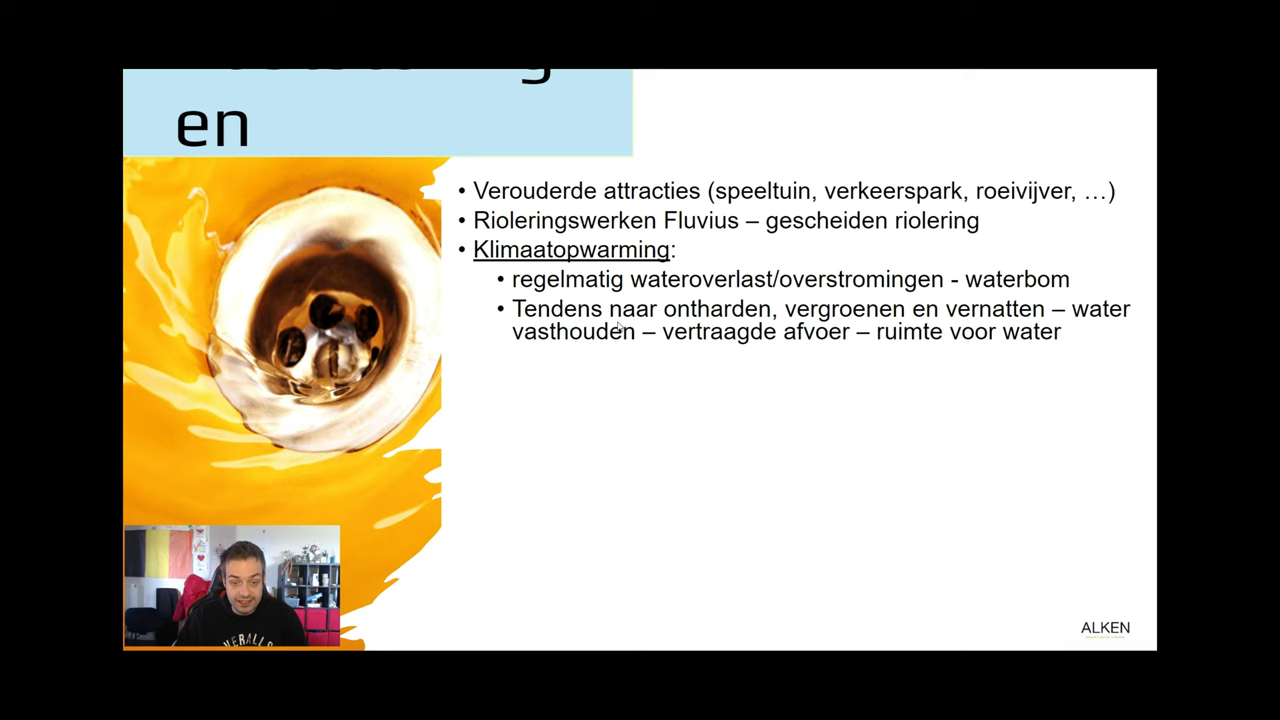 en
• Verouderde attracties (speeltuin, verkeerspark, roeivijver, …)
• Rioleringswerken Fluvius – gescheiden riolering
• Klimaatopwarming:
• regelmatig wateroverlast/overstromingen - waterbom
• Tendens naar ontharden, vergroenen en vernatten – water
vasthouden – vertraagde afvoer – ruimte voor water
ALKEN